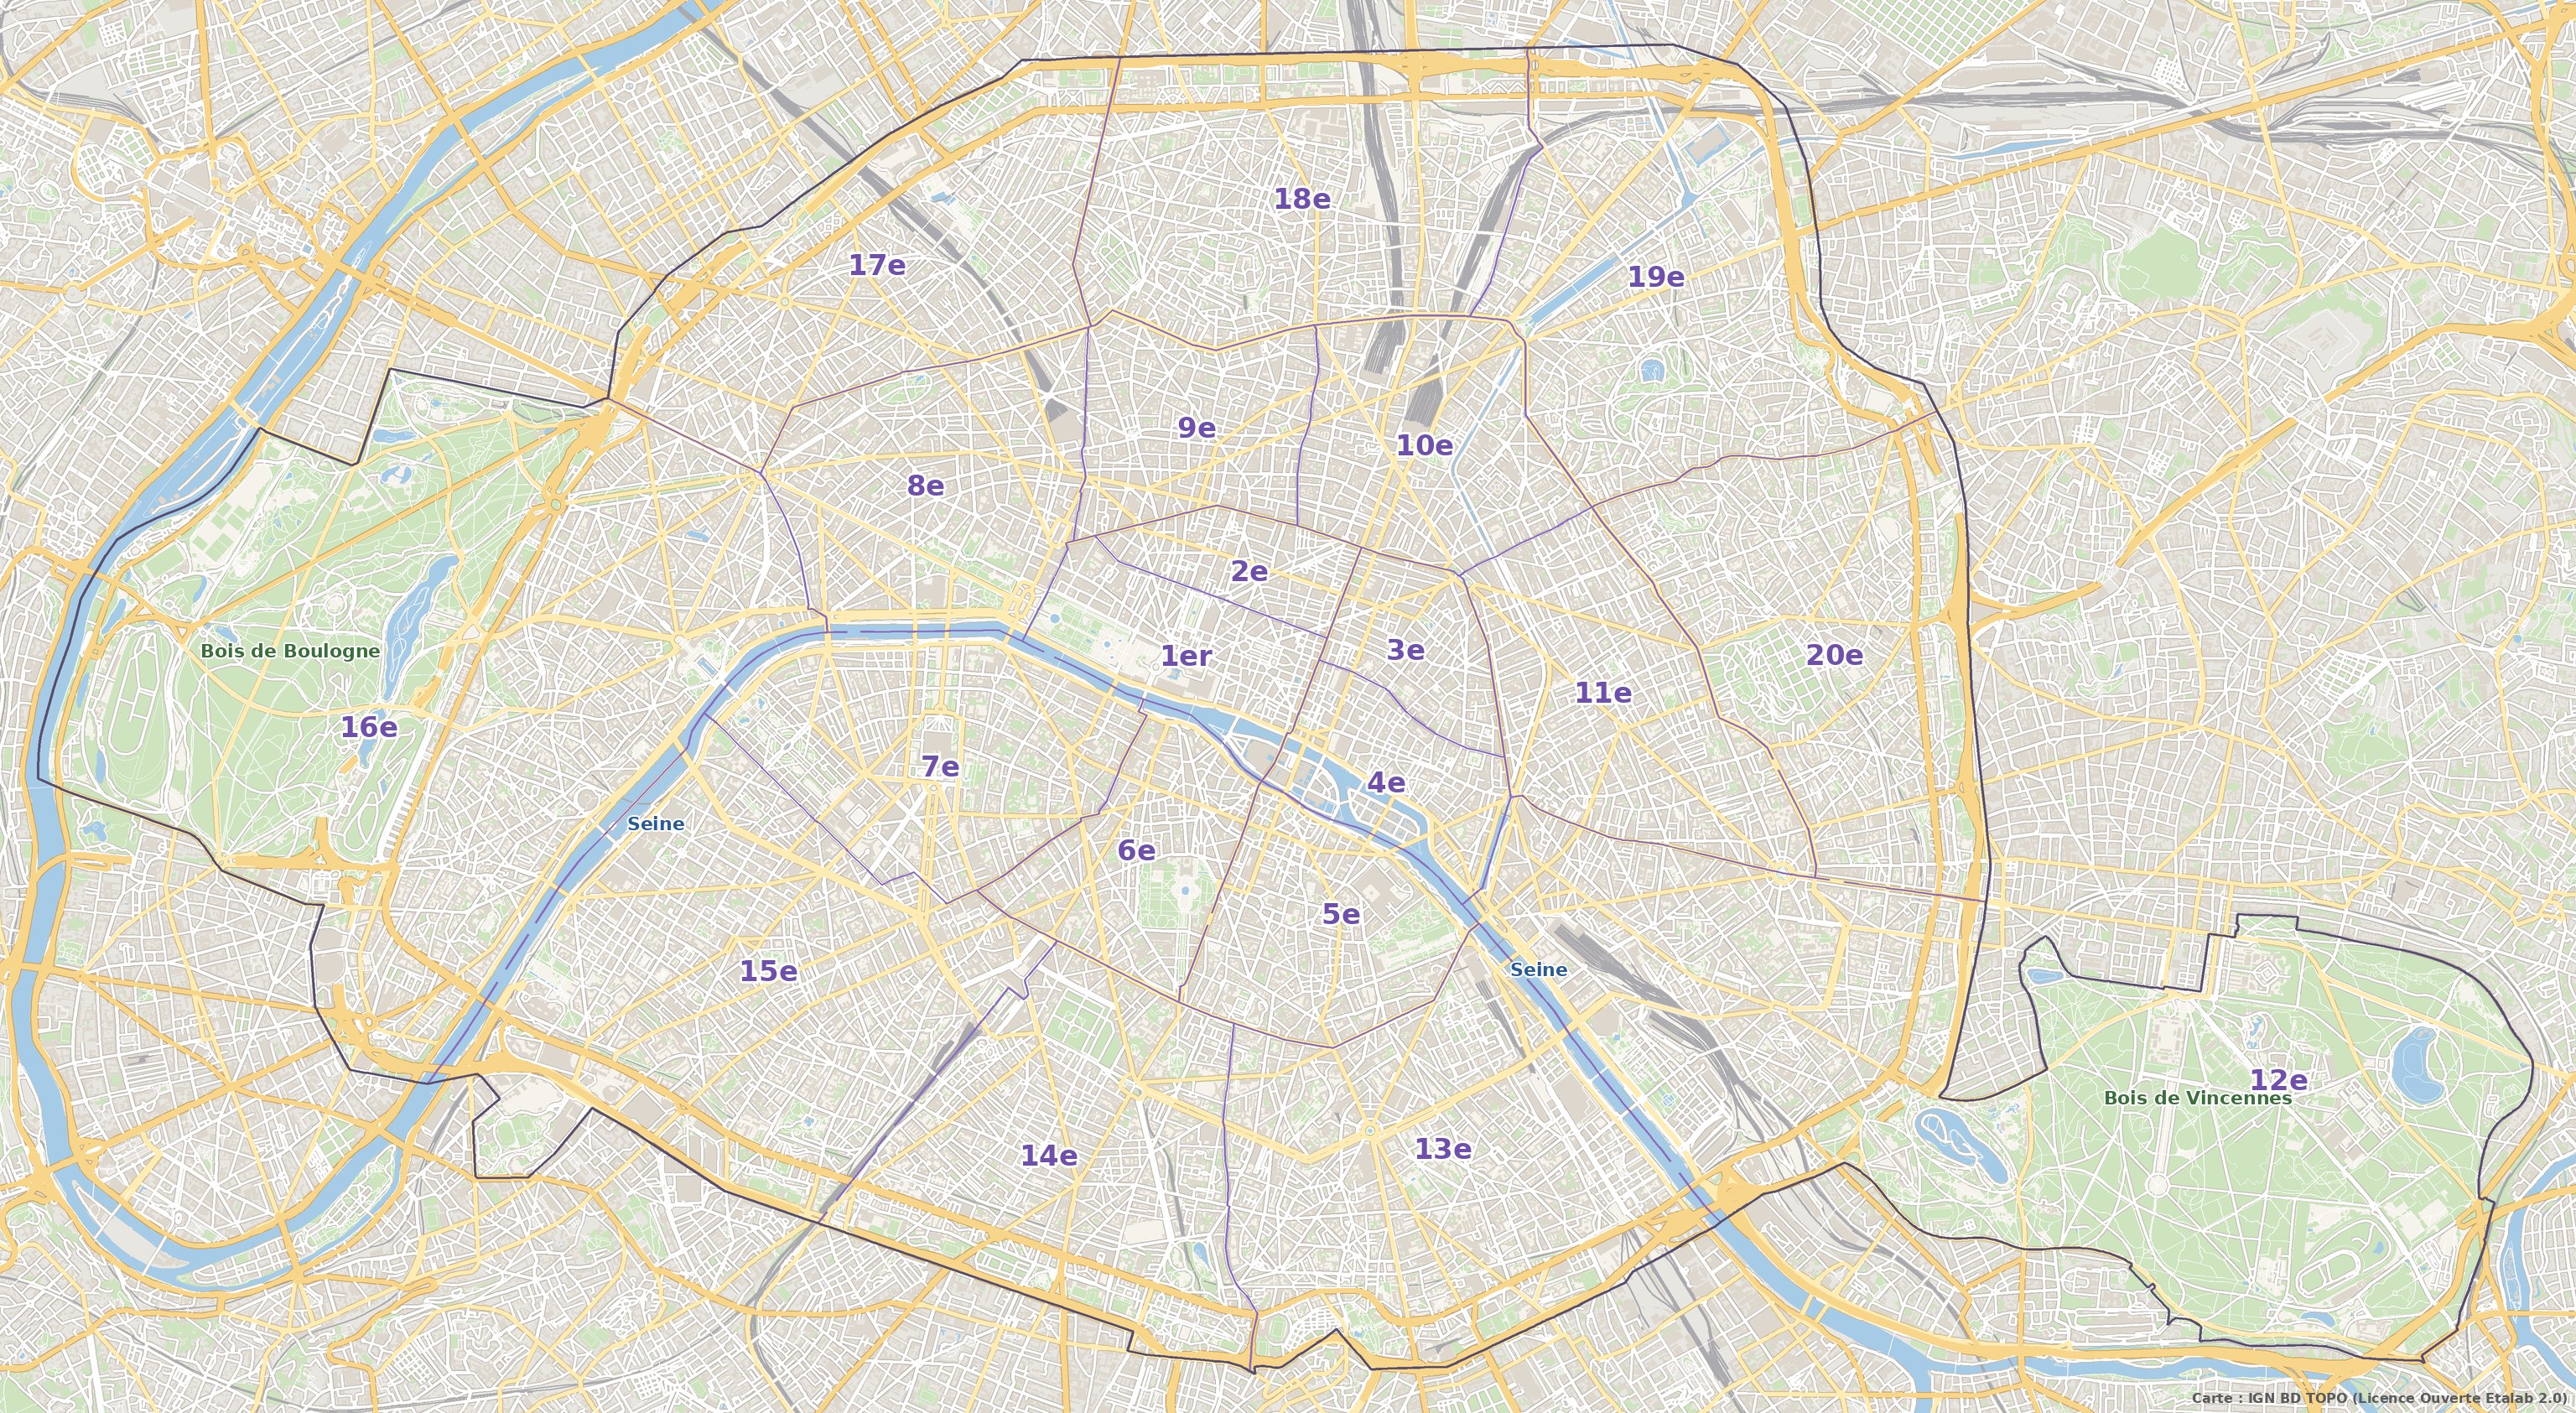 18e
17e
19e
9e
10e
8e
2e
Bois de Boulogne
1er
3e
20e
11e
16e
7e
4e
Seine
6e
5e
15e
Seine
12e
Bois de Vincennes
13e
14e
Carte : IGN BD TOPO (Licence Ouverte Etalab 2.0)